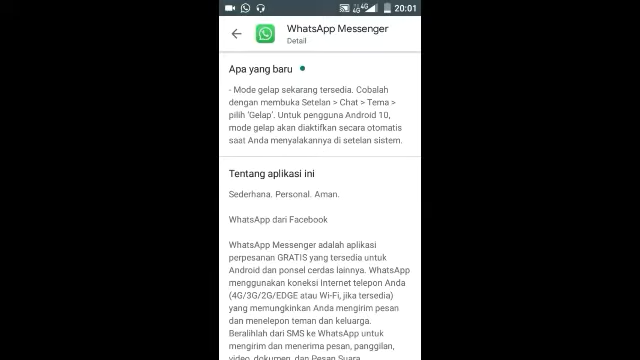 20:01
WhatsApp Messenger
Detail
Apa yang baru
- Mode gelap sekarang tersedia. Cobalah
dengan membuka Setelan > Chat > Tema >
pilih 'Gelap'. Untuk pengguna Android 10,
mode gelap akan diaktifkan secara otomatis
saat Anda menyalakannya di setelan sistem.
Tentang aplikasi ini
Sederhana. Personal. Aman.
WhatsApp dari Facebook
WhatsApp Messenger adalah aplikasi
perpesanan GRATIS yang tersedia untuk
Android dan ponsel cerdas lainnya. WhatsApp
menggunakan koneksi Internet telepon Anda
(4G/3G/2G/EDGE atau Wi-Fi, jika tersedia)
yang memungkinkan Anda mengirim pesan
dan menelepon teman dan keluarga.
Beralihlah dari SMS ke WhatsApp untuk
mengirim dan menerima pesan, panggilan,
video, dokumen, dan Pesan Suara.